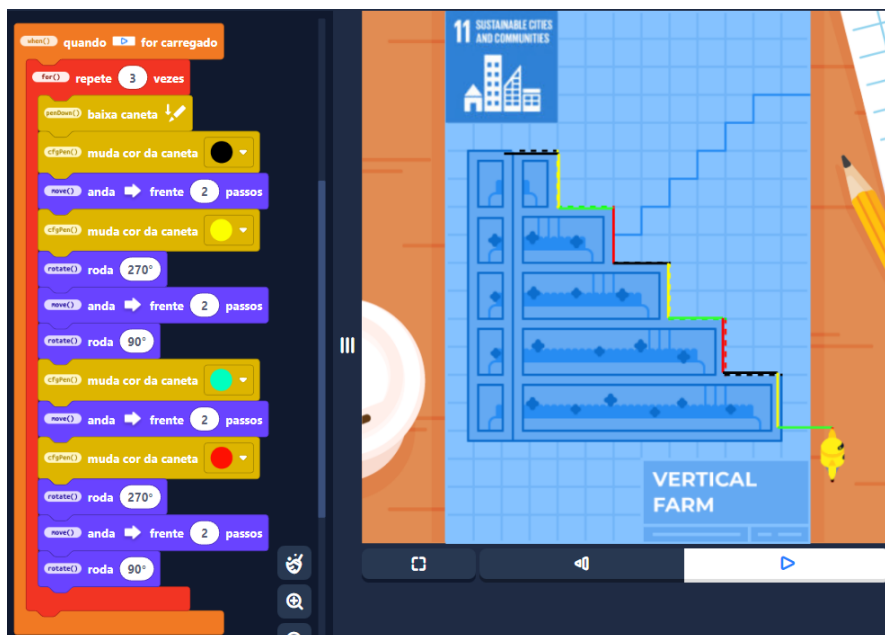 when() quando for carregado
for() repete 3 vezes
penDown() baixa caneta
cfgPen() muda cor da caneta
move() anda frente 2 passos
cfgPen() muda cor da caneta
rotate() roda 270°
move() anda frente 2 passos
rotate() roda 90°
cfgPen() muda cor da caneta
move() anda frente 2 passos
cfgPen() muda cor da caneta
rotate() roda 270°
move() anda frente 2 passos
rotate() roda 90°
11 SUSTAINABLE CITIES
AND COMMUNITIES
VERTICAL
FARM